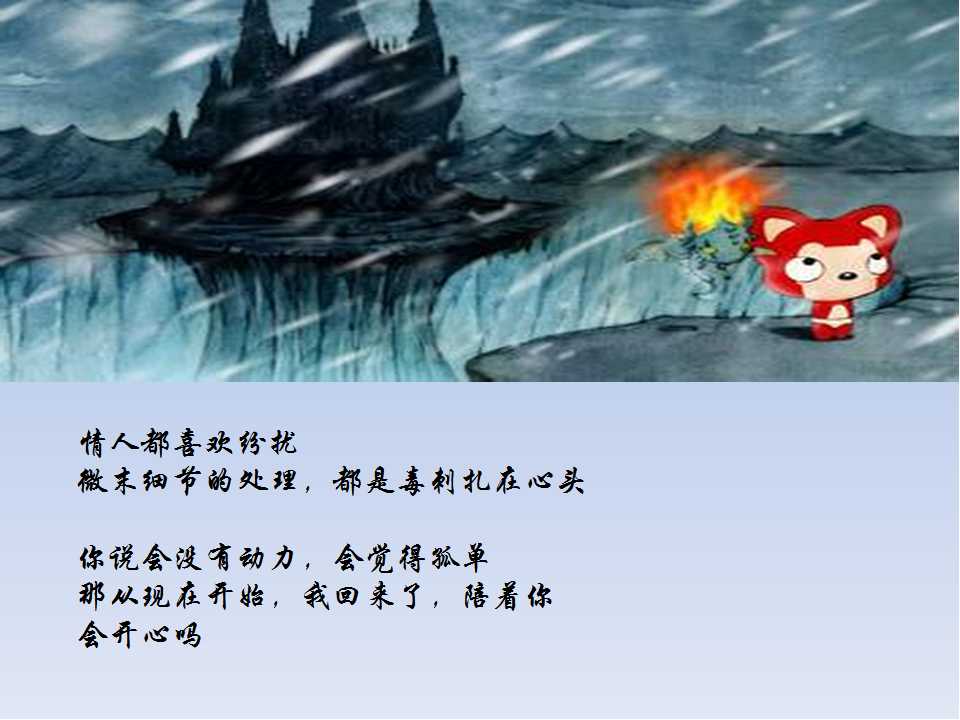 情人都喜欢纷扰
微末细节的处理，都是毒刺扎在心头
你说会没有动力，会觉得孤单
那从现在开始，我回来了，陪着你
会开心吗